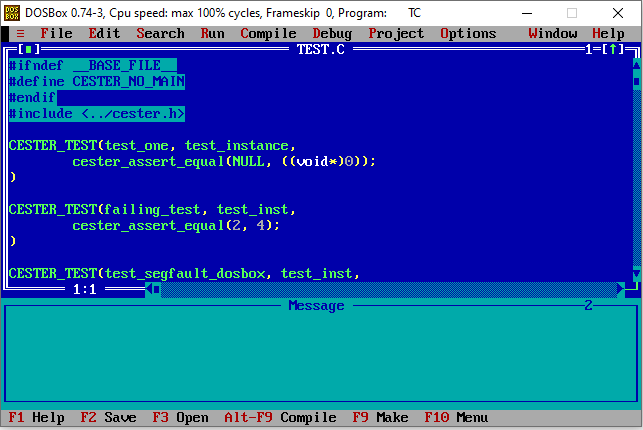 DOSBox 0.74-3, Cpu speed: max 100% cycles, Frameskip 0, Program: TC
≡ File Edit Search Run Compile Debug Project Options Window Help
[■] TEST.C 1=[↑]
#ifndef __BASE_FILE__
#define CESTER_NO_MAIN
#endif
#include <../cester.h>
CESTER_TEST(test_one, test_instance,
cester_assert_equal(NULL, ((void*)0));
)
CESTER_TEST(failing_test, test_inst,
cester_assert_equal(2, 4);
)
CESTER_TEST(test_segfault_dosbox, test_inst,
1:1
Message 2
F1 Help F2 Save F3 Open Alt-F9 Compile F9 Make F10 Menu